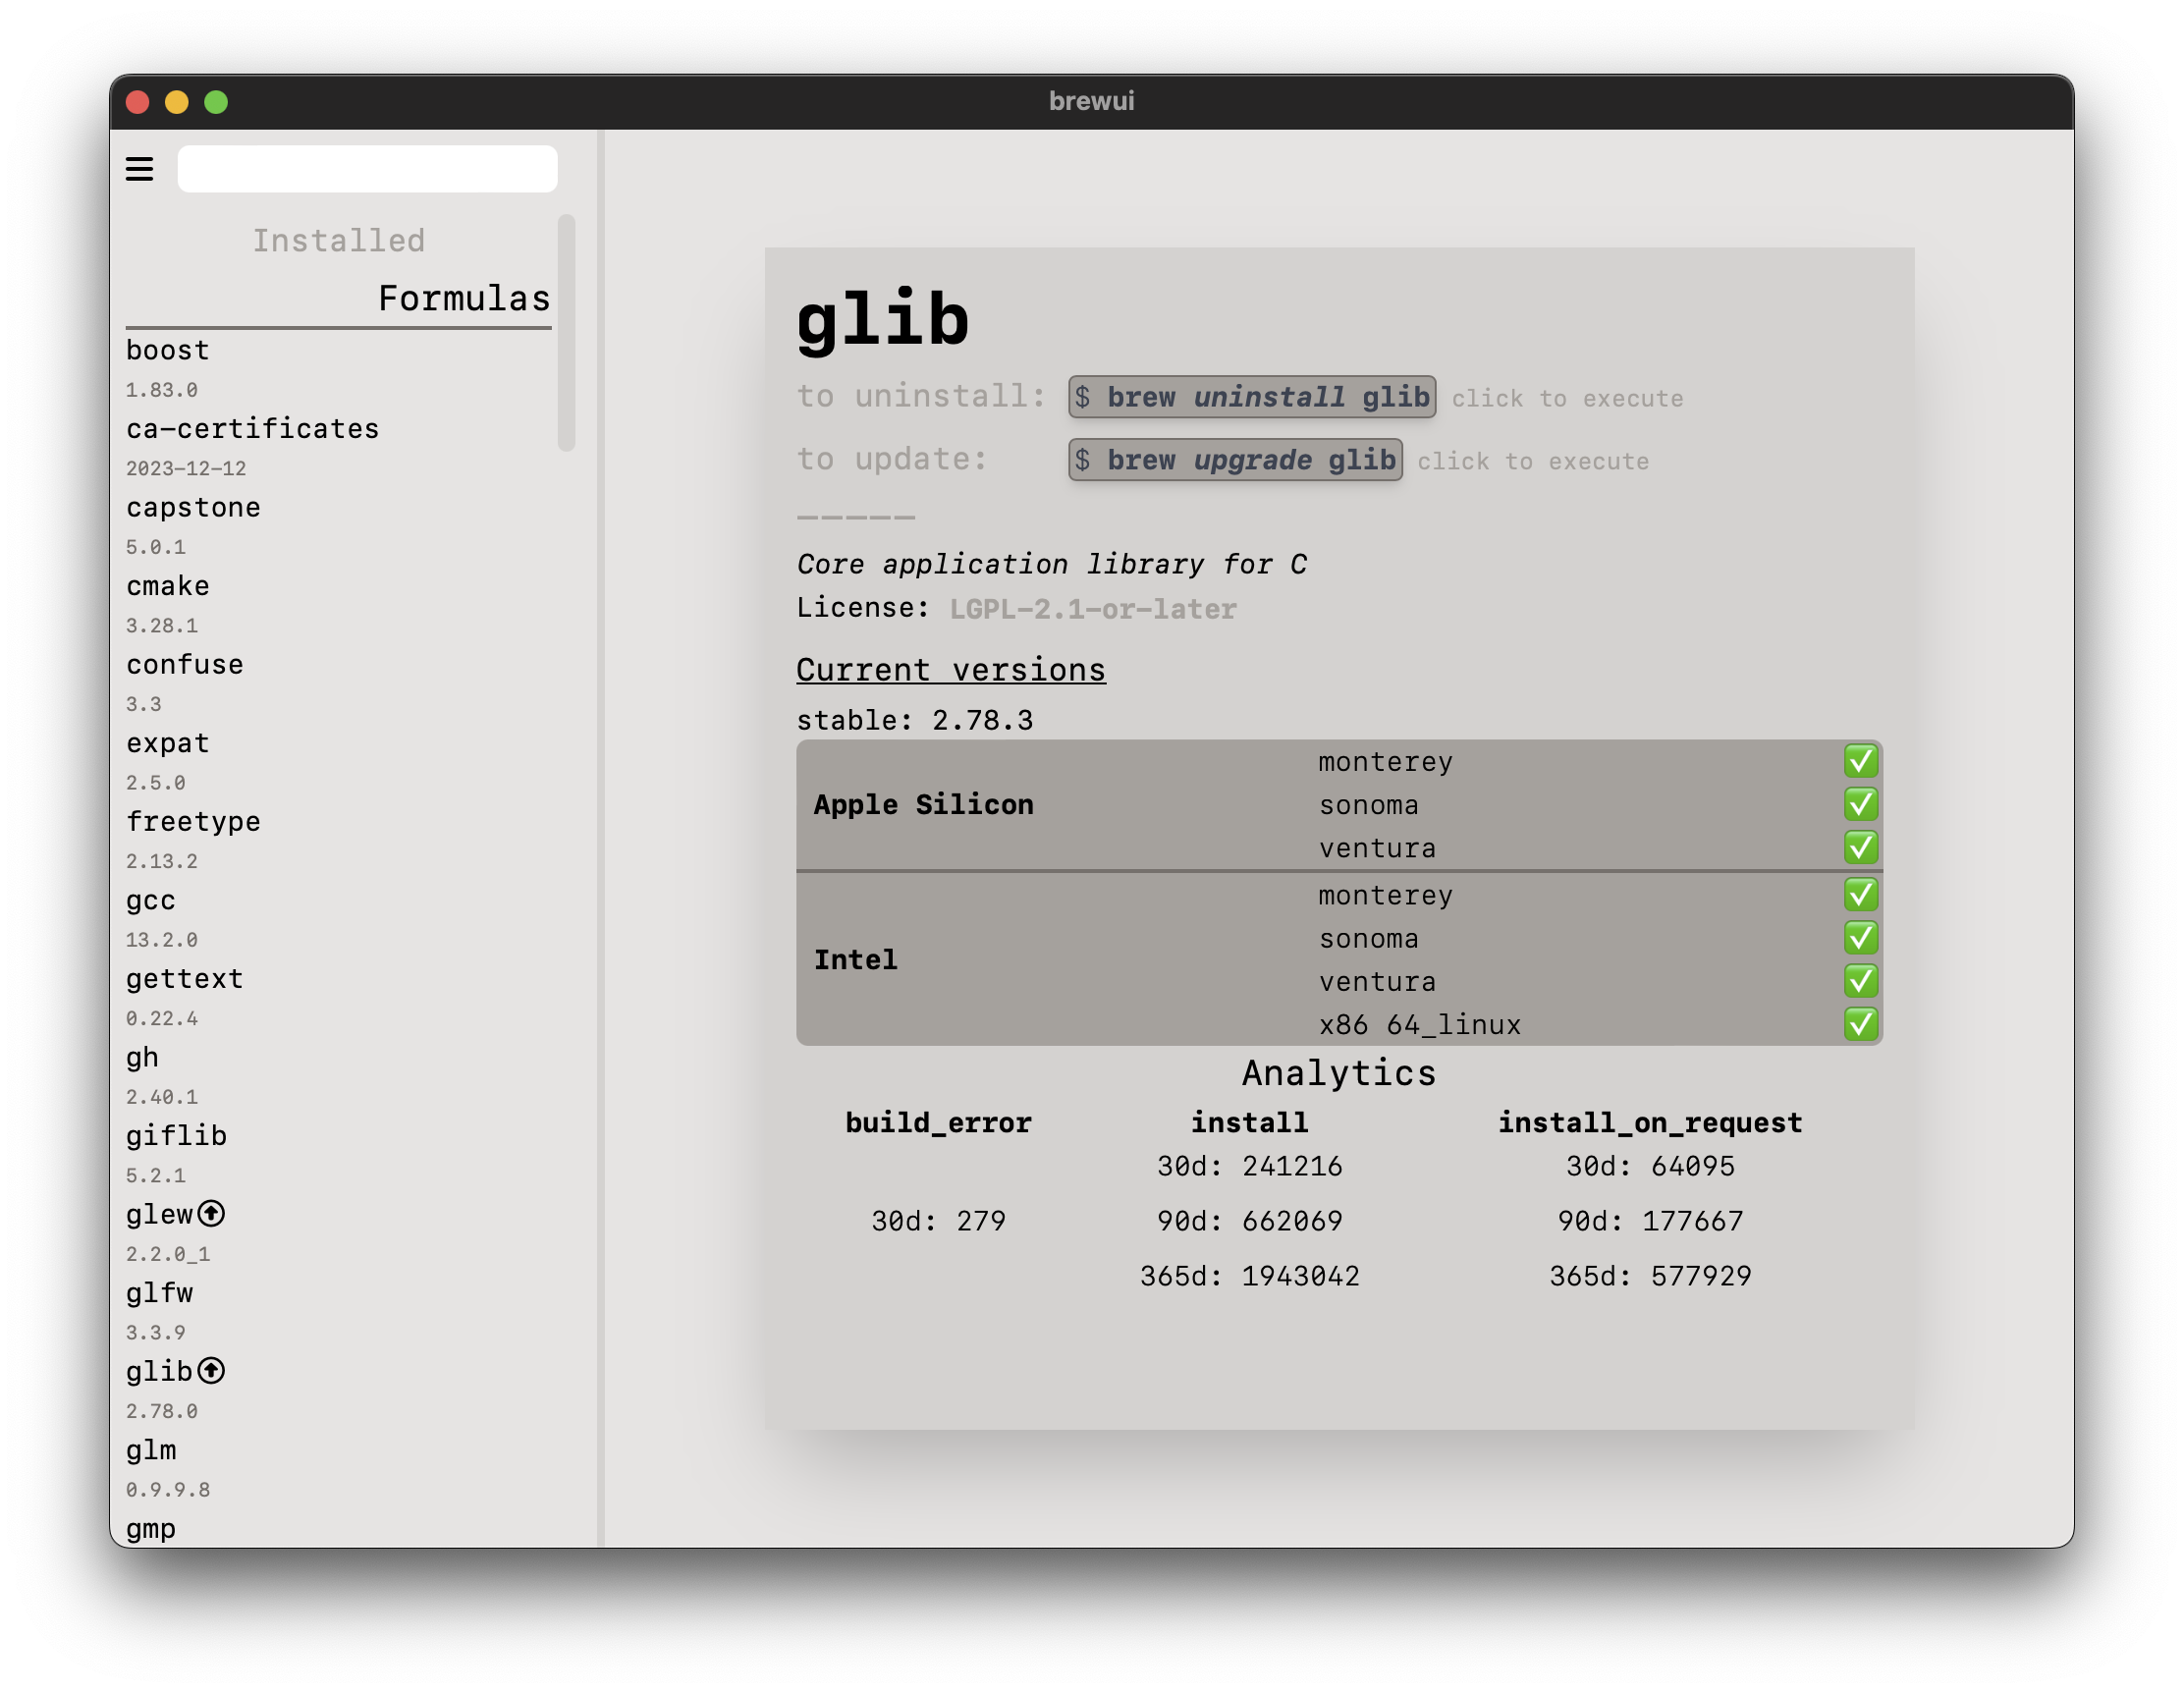 brewui
Installed
Formulas
boost
1.83.0
ca-certificates
2023-12-12
capstone
5.0.1
cmake
3.28.1
confuse
3.3
expat
2.5.0
freetype
2.13.2
gcc
13.2.0
gettext
0.22.4
gh
2.40.1
giflib
5.2.1
glew
2.2.0_1
glfw
3.3.9
glib
2.78.0
glm
0.9.9.8
gmp
glib
to uninstall: $ brew uninstall glib click to execute
to update: $ brew upgrade glib click to execute
-----
Core application library for C
License: LGPL-2.1-or-later
Current versions
stable: 2.78.3
Apple Silicon
monterey ✅
sonoma ✅
ventura ✅
Intel
monterey ✅
sonoma ✅
ventura ✅
x86 64_linux ✅
Analytics
build_error install install_on_request
30d: 241216 30d: 64095
30d: 279 90d: 662069 90d: 177667
365d: 1943042 365d: 577929